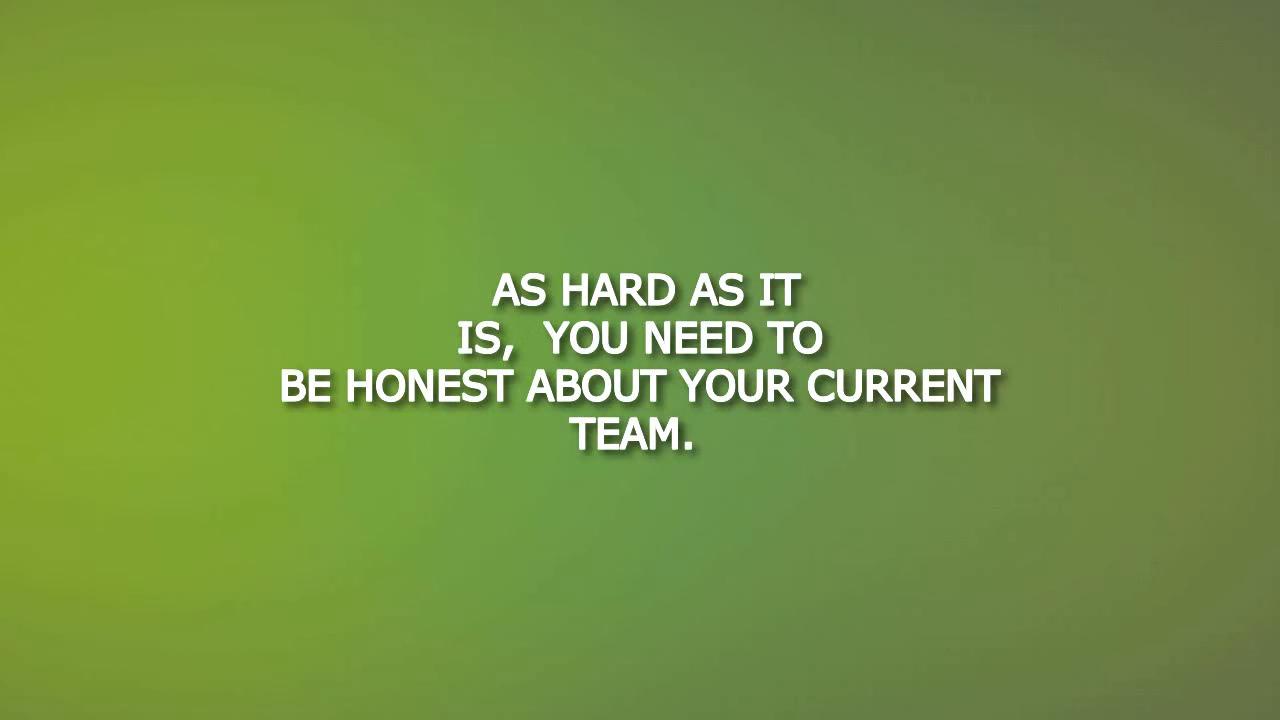 AS HARD AS IT
IS,  YOU NEED TO
BE HONEST ABOUT YOUR CURRENT
TEAM.